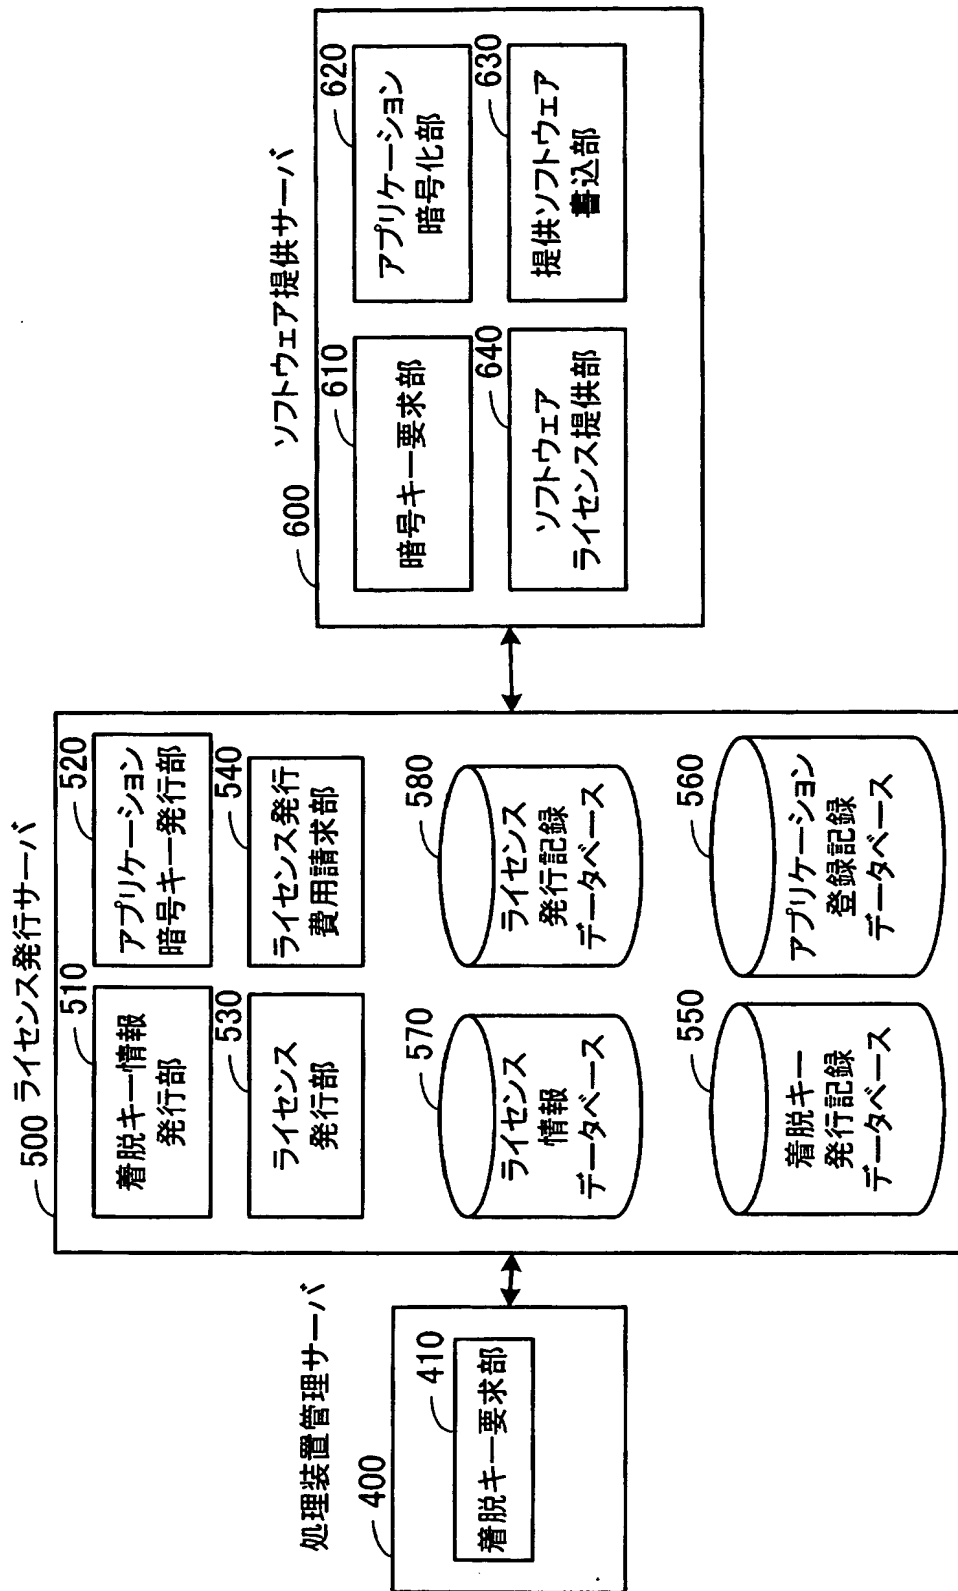 処理装置管理サーバ
400
410
着脱キー要求部
500 ライセンス発行サーバ
510
着脱キー情報
発行部
520
アプリケーション
暗号キー発行部
530
ライセンス
発行部
540
ライセンス発行
費用請求部
570
ライセンス
情報
データベース
580
ライセンス
発行記録
データベース
550
着脱キー
発行記録
データベース
560
アプリケーション
登録記録
データベース
600
ソフトウェア提供サーバ
610
暗号キー要求部
620
アプリケーション
暗号化部
640
ソフトウェア
ライセンス提供部
630
提供ソフトウェア
書込部